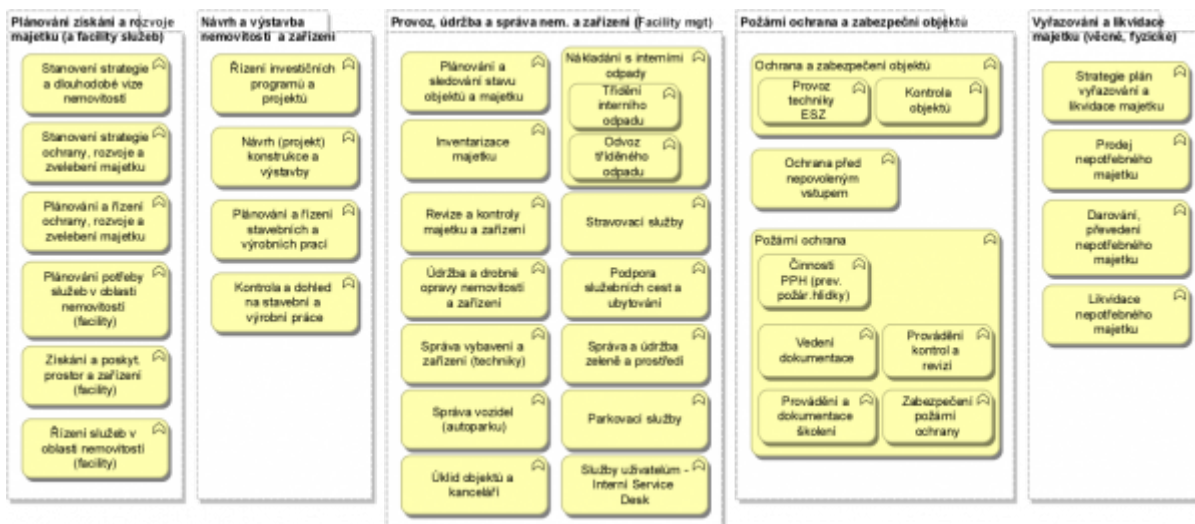 Plánování získání a rozvoje
majetku (a facility služeb)
Stanovení strategie
a dlouhodobé vize
nemovitostí
Stanovení strategie
ochrany, rozvoje a
zvelebení majetku
Plánování a řízení
ochrany, rozvoje a
zvelebení majetku
Plánování potřeby
služeb v oblasti
nemovitostí
(facility)
Získání a poskyt.
prostor a zařízení
(facility)
Řízení služeb v
oblasti nemovitostí
(facility)
Návrh a výstavba
nemovitostí a zařízení
Řízení investičních
programů a
projektů
Návrh (projekt)
konstrukce a
výstavby
Plánování a řízení
stavebních a
výrobních prací
Kontrola a dohled
na stavební a
výrobní práce
Provoz, údržba a správa nem. a zařízení (Facility mgt)
Plánování a
sledování stavu
objektů a majetku
Inventarizace
majetku
Revize a kontroly
majetku a zařízení
Údržba a drobné
opravy nemovitostí
a zařízení
Správa vybavení a
zařízení (techniky)
Správa vozidel
(autoparku)
Úklid objektů a
kanceláří
Nakládání s interními
odpady
Třídění
interního
odpadu
Odvoz
tříděného
odpadu
Stravovací služby
Podpora
služebních cest a
ubytování
Správa a údržba
zeleně a prostředí
Parkovací služby
Služby uživatelům -
Interní Service
Desk
Požární ochrana a zabezpeční objektů
Ochrana a zabezpečení objektů
Provoz
techniky
ESZ
Kontrola
objektů
Ochrana před
nepovoleným
vstupem
Požární ochrana
Činnosti
PPH (prev.
požár.hlídky)
Vedení
dokumentace
Provádění
kontrol a
revizí
Provádění a
dokumentace
školení
Zabezpečení
požární
ochrany
Vyřazování a likvidace
majetku (věcné, fyzické)
Strategie plán
vyřazování a
likvidace majetku
Prodej
nepotřebného
majetku
Darování,
převedení
nepotřebného
majetku
Likvidace
nepotřebného
majetku